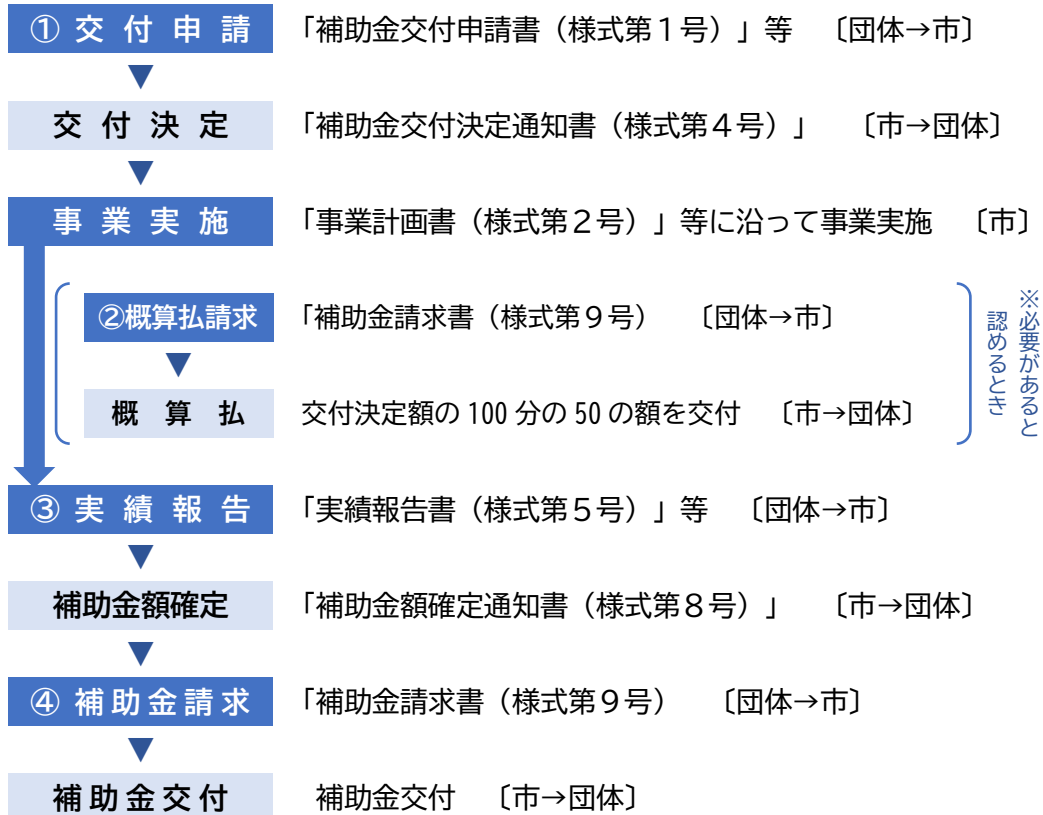 ① 交付申請 「補助金交付申請書（様式第１号）」等 〔団体→市〕
▼
交付決定 「補助金交付決定通知書（様式第４号）」 〔市→団体〕
▼
事業実施 「事業計画書（様式第２号）」等に沿って事業実施 〔市〕
②概算払請求 「補助金請求書（様式第９号） 〔団体→市〕
▼
概算払 交付決定額の 100 分の 50 の額を交付 〔市→団体〕
※必要があると
認めるとき
③ 実績報告 「実績報告書（様式第５号）」等 〔団体→市〕
▼
補助金額確定 「補助金額確定通知書（様式第８号）」 〔市→団体〕
▼
④ 補助金請求 「補助金請求書（様式第９号） 〔団体→市〕
▼
補助金交付 補助金交付 〔市→団体〕